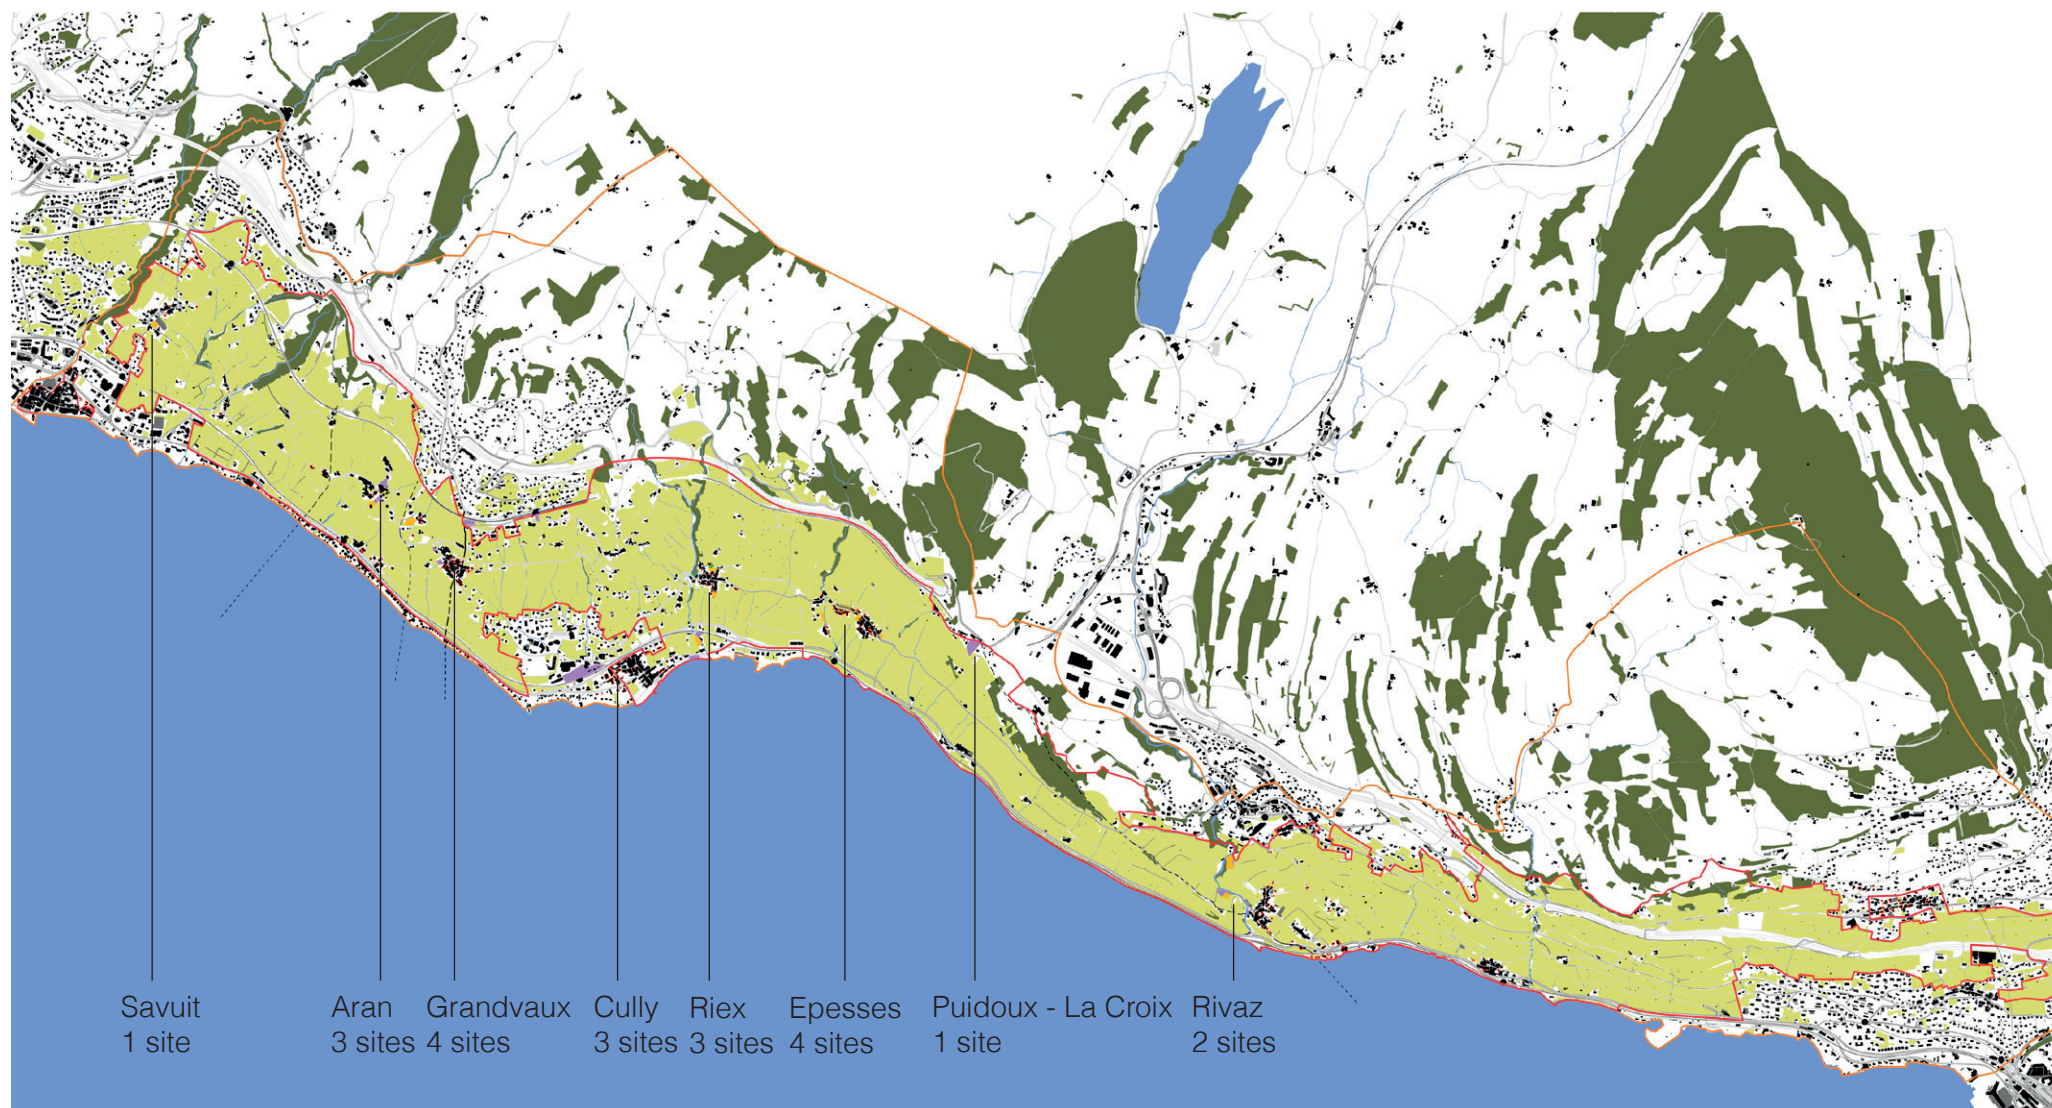 Savuit
1 site
Aran
3 sites
Grandvaux
4 sites
Cully
3 sites
Riex
3 sites
Epesses
4 sites
Puidoux - La Croix
1 site
Rivaz
2 sites